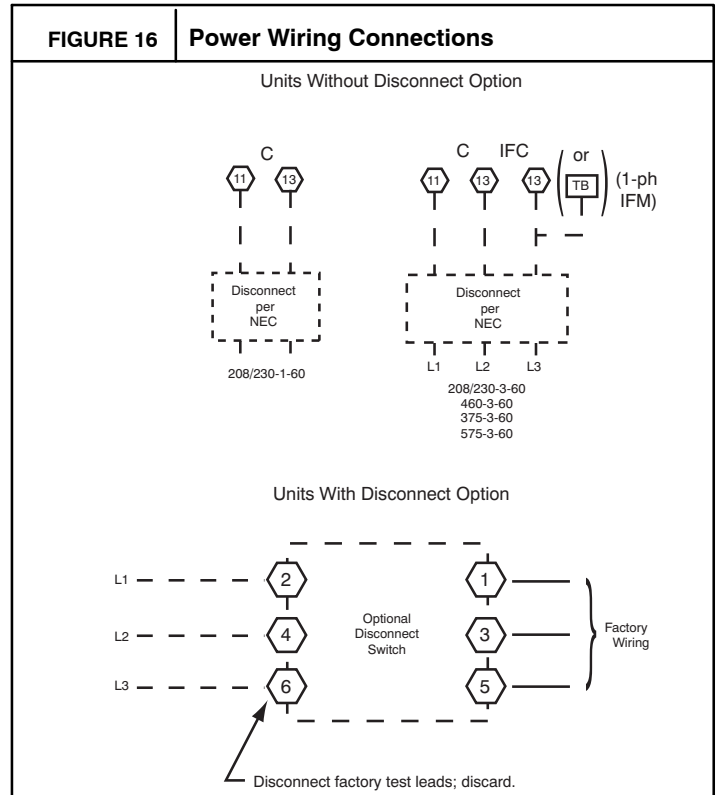 FIGURE 16 Power Wiring Connections
Units Without Disconnect Option
C
11 13
Disconnect
per
NEC
208/230-1-60
C IFC or
11 13 13 TB (1-ph
IFM)
Disconnect
per
NEC
L1 L2 L3
208/230-3-60
460-3-60
375-3-60
575-3-60
Units With Disconnect Option
L1 2 1
L2 4 Optional
Disconnect
Switch 3 Factory
Wiring
L3 6 5
Disconnect factory test leads; discard.